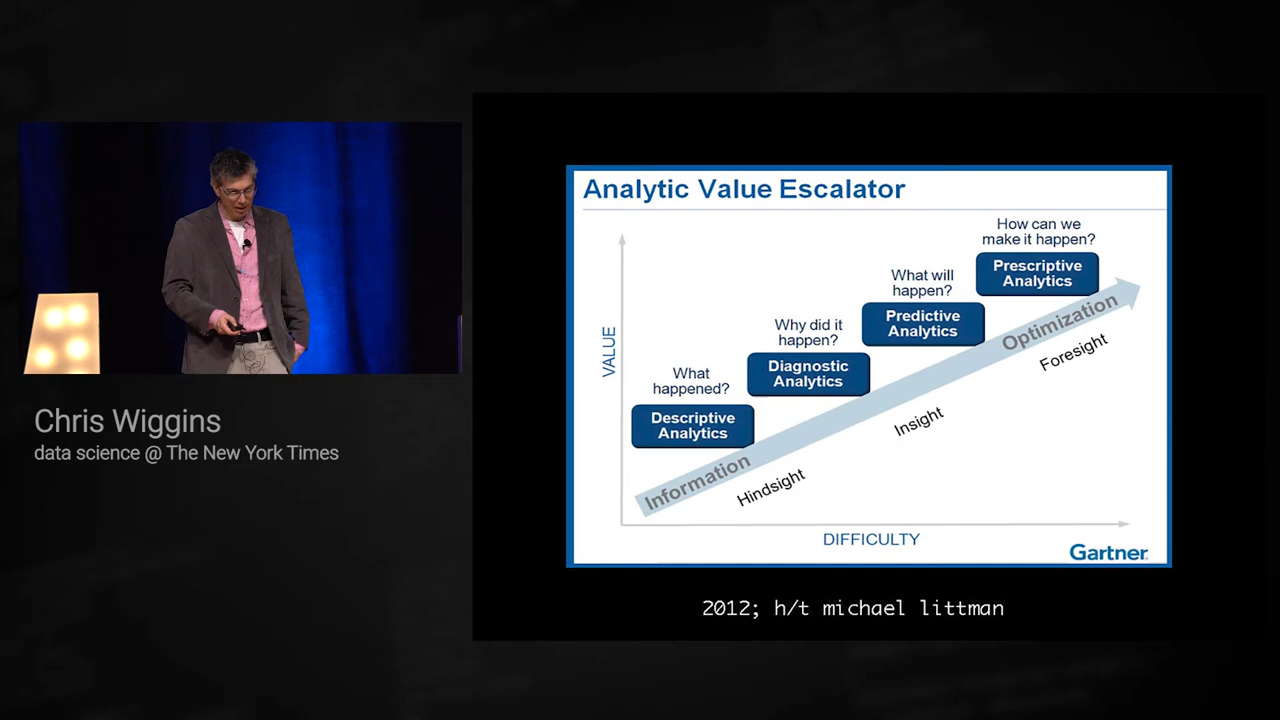 Chris Wiggins
data science @ The New York Times
Analytic Value Escalator
VALUE
What
happened?
Descriptive
Analytics
Why did it
happen?
Diagnostic
Analytics
What will
happen?
Predictive
Analytics
How can we
make it happen?
Prescriptive
Analytics
Information
Optimization
Hindsight
Insight
Foresight
DIFFICULTY
Gartner
2012; h/t michael littman